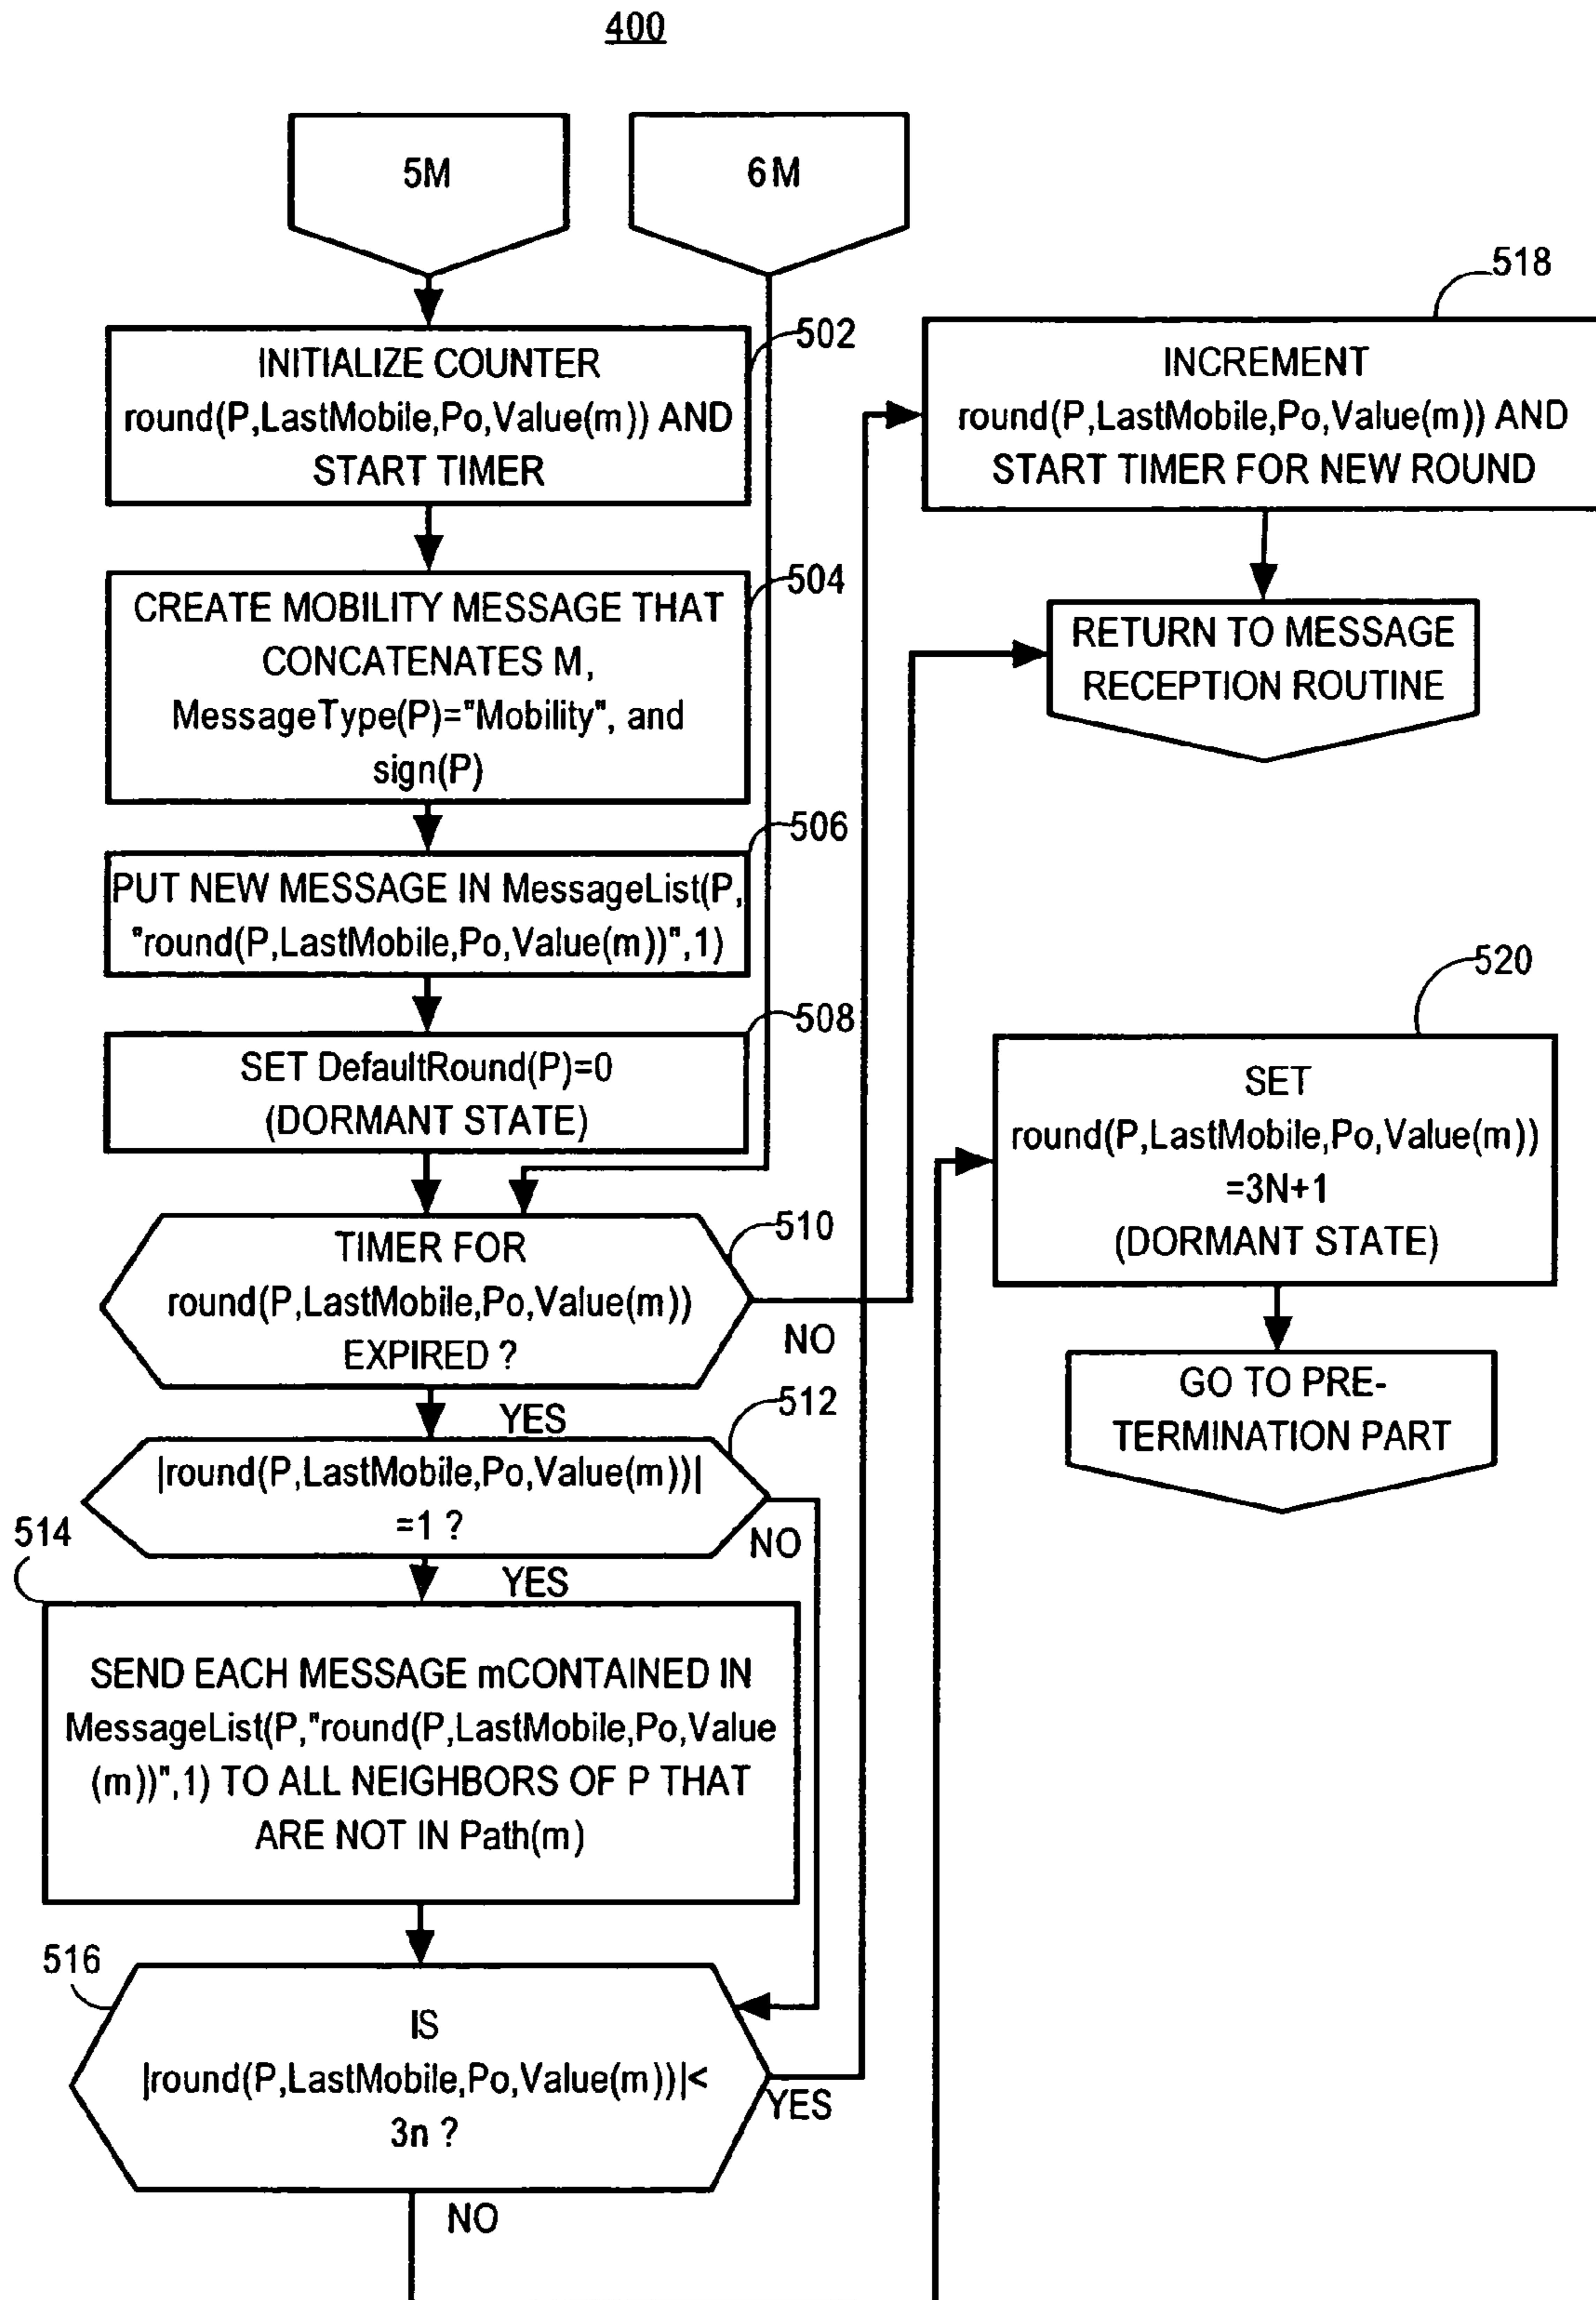 400
5M
6M
502
INITIALIZE COUNTER
round(P,LastMobile,Po,Value(m)) AND
START TIMER
504
CREATE MOBILITY MESSAGE THAT
CONCATENATES M,
MessageType(P)="Mobility", and
sign(P)
506
PUT NEW MESSAGE IN MessageList(P,
"round(P,LastMobile,Po,Value(m))",1)
508
SET DefaultRound(P)=0
(DORMANT STATE)
510
TIMER FOR
round(P,LastMobile,Po,Value(m))
EXPIRED ?
NO
YES
512
|round(P,LastMobile,Po,Value(m))|
=1 ?
NO
YES
514
SEND EACH MESSAGE mCONTAINED IN
MessageList(P,"round(P,LastMobile,Po,Value
(m))",1) TO ALL NEIGHBORS OF P THAT
ARE NOT IN Path(m)
516
IS
|round(P,LastMobile,Po,Value(m))|<
3n ?
YES
NO
518
INCREMENT
round(P,LastMobile,Po,Value(m)) AND
START TIMER FOR NEW ROUND
RETURN TO MESSAGE
RECEPTION ROUTINE
520
SET
round(P,LastMobile,Po,Value(m))
=3N+1
(DORMANT STATE)
GO TO PRE-
TERMINATION PART